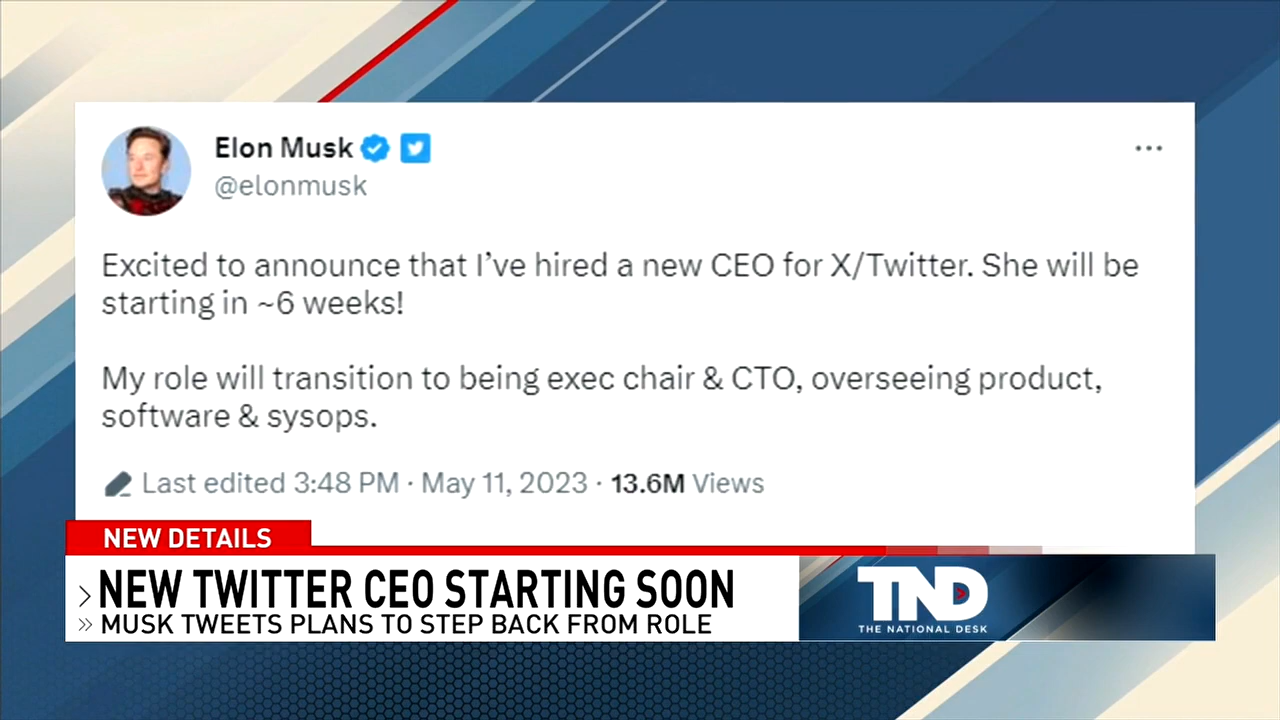 Elon Musk
@elonmusk
Excited to announce that I’ve hired a new CEO for X/Twitter. She will be
starting in ~6 weeks!
My role will transition to being exec chair & CTO, overseeing product,
software & sysops.
Last edited 3:48 PM · May 11, 2023 · 13.6M Views
NEW DETAILS
NEW TWITTER CEO STARTING SOON
MUSK TWEETS PLANS TO STEP BACK FROM ROLE
TND
THE NATIONAL DESK